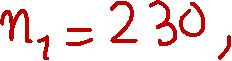 n₁ = 230,